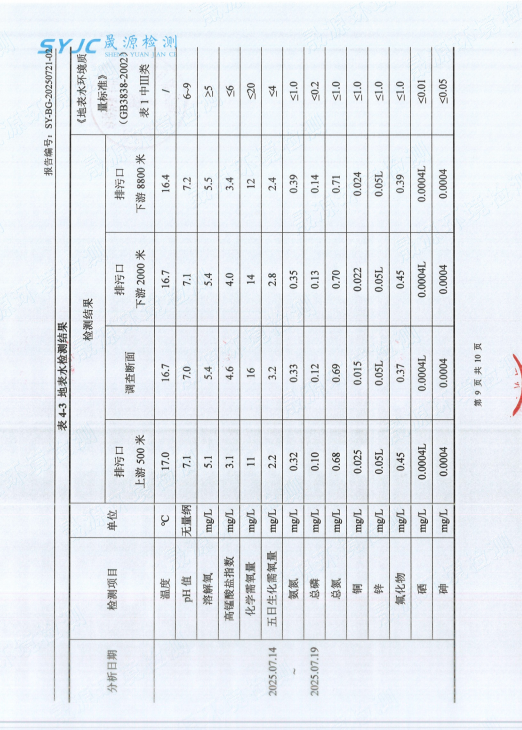 SYJC 晟源检测
SHENG YUAN JIAN CE
报告编号：SY-BG-20250721-02
表 4-3 地表水检测结果
分析日期 检测项目 单位 检测结果 《地表水环境质量标准》（GB3838-2002）表 1 中Ⅲ类
排污口上游 500 米 调查断面 排污口下游 2000 米 排污口下游 8800 米
2025.07.14 ~ 2025.07.19
温度 ℃ 17.0 16.7 16.7 16.4 /
pH 值 无量纲 7.1 7.0 7.1 7.2 6~9
溶解氧 mg/L 5.1 5.4 5.4 5.5 ≥5
高锰酸盐指数 mg/L 3.1 4.6 4.0 3.4 ≤6
化学需氧量 mg/L 11 16 14 12 ≤20
五日生化需氧量 mg/L 2.2 3.2 2.8 2.4 ≤4
氨氮 mg/L 0.32 0.33 0.35 0.39 ≤1.0
总磷 mg/L 0.10 0.12 0.13 0.14 ≤0.2
总氮 mg/L 0.68 0.69 0.70 0.71 ≤1.0
铜 mg/L 0.025 0.015 0.022 0.024 ≤1.0
锌 mg/L 0.05L 0.05L 0.05L 0.05L ≤1.0
氟化物 mg/L 0.45 0.37 0.45 0.39 ≤1.0
硒 mg/L 0.0004L 0.0004L 0.0004L 0.0004L ≤0.01
砷 mg/L 0.0004 0.0004 0.0004 0.0004 ≤0.05
第 9 页 共 10 页